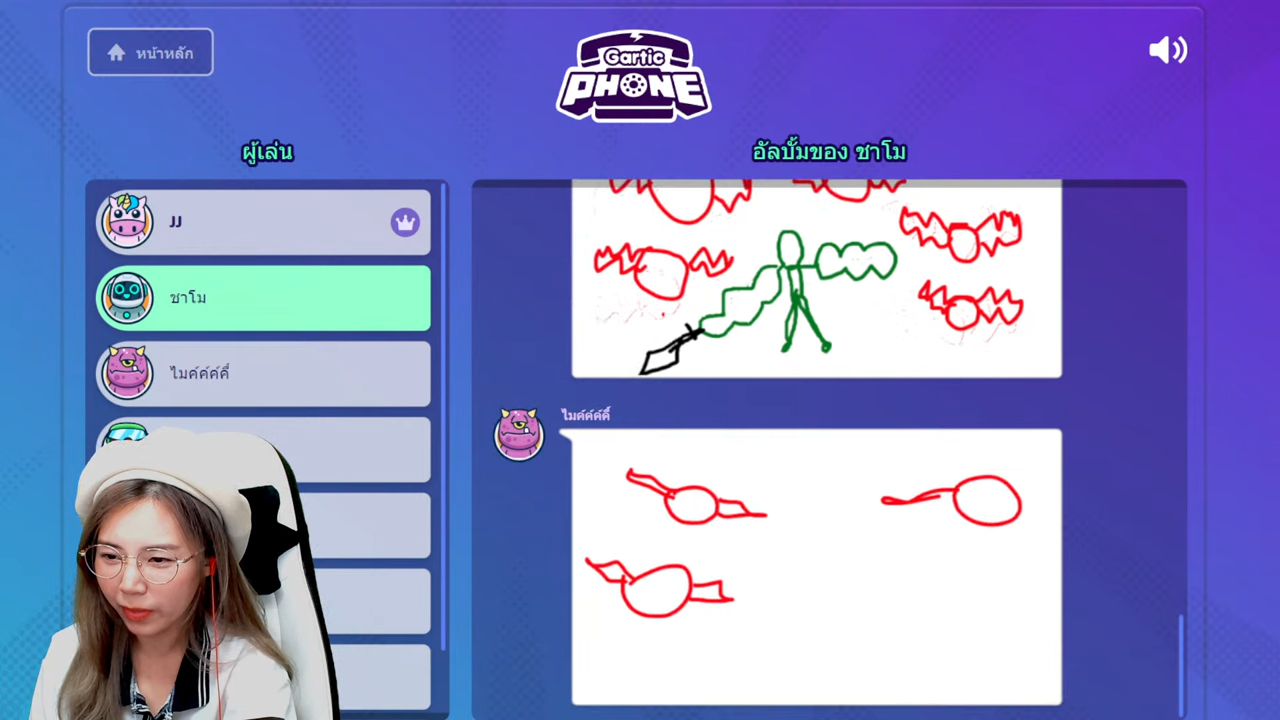 หน้าหลัก
Gartic
PHONE
ผู้เล่น
อัลบั้มของ ชาโม
JJ
ชาโม
ไมค์ค์ค์คี้
ไมค์ค์ค์คี้